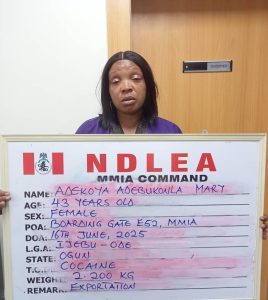 NDLEA
MMIA COMMAND
NAME: ADEKOYA ADEBUKONLA MARY
AGE: 43 YEARS OLD
SEX: FEMALE
POA: BOARDING GATE E52, MMIA
DOA: 16TH JUNE, 2025
L.G.A: IJEBU-ODE
STATE: OGUN
COCAINE
WEIGHT: 2.200 KG
REMARK: EXPORTATION